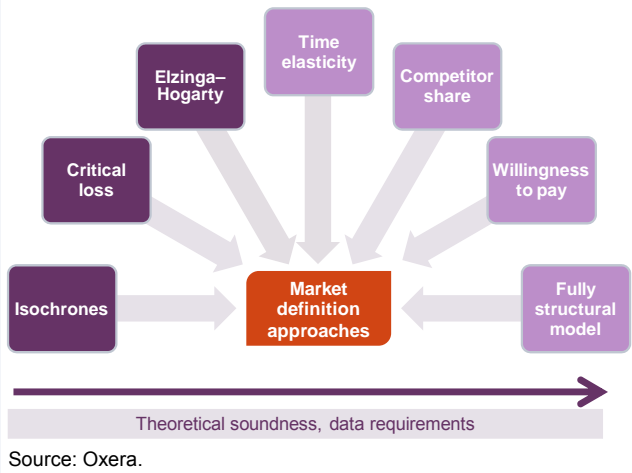 Isochrones
Critical
loss
Elzinga–
Hogarty
Time
elasticity
Competitor
share
Willingness
to pay
Fully
structural
model
Market
definition
approaches
Theoretical soundness, data requirements
Source: Oxera.